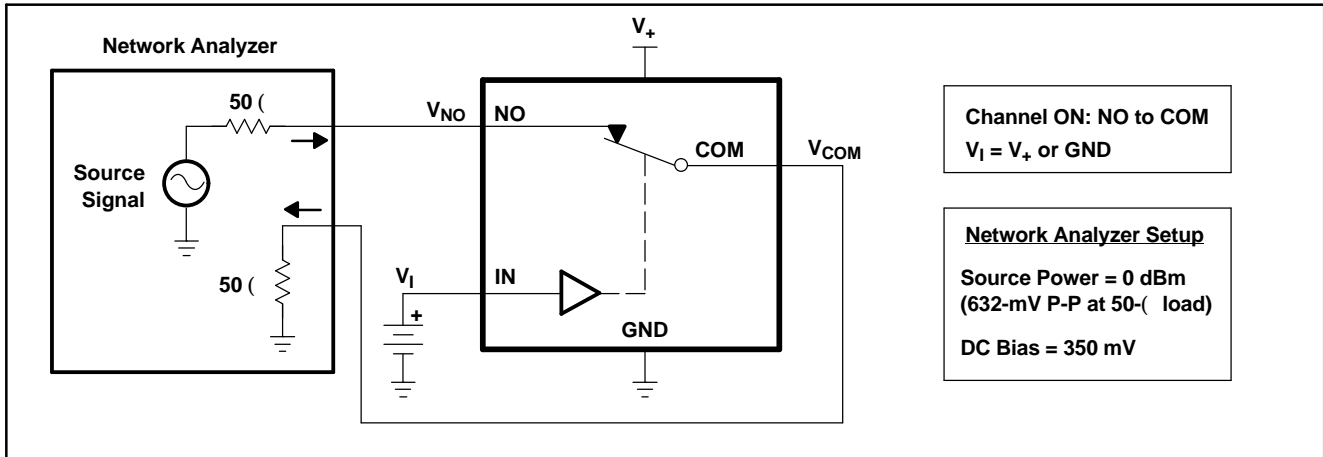 V+
Network Analyzer
50 (
VNO
NO
COM
VCOM
Source
Signal
50 (
VI
IN
+
GND
Channel ON: NO to COM
VI = V+ or GND
Network Analyzer Setup
Source Power = 0 dBm
(632-mV P-P at 50-( load)
DC Bias = 350 mV